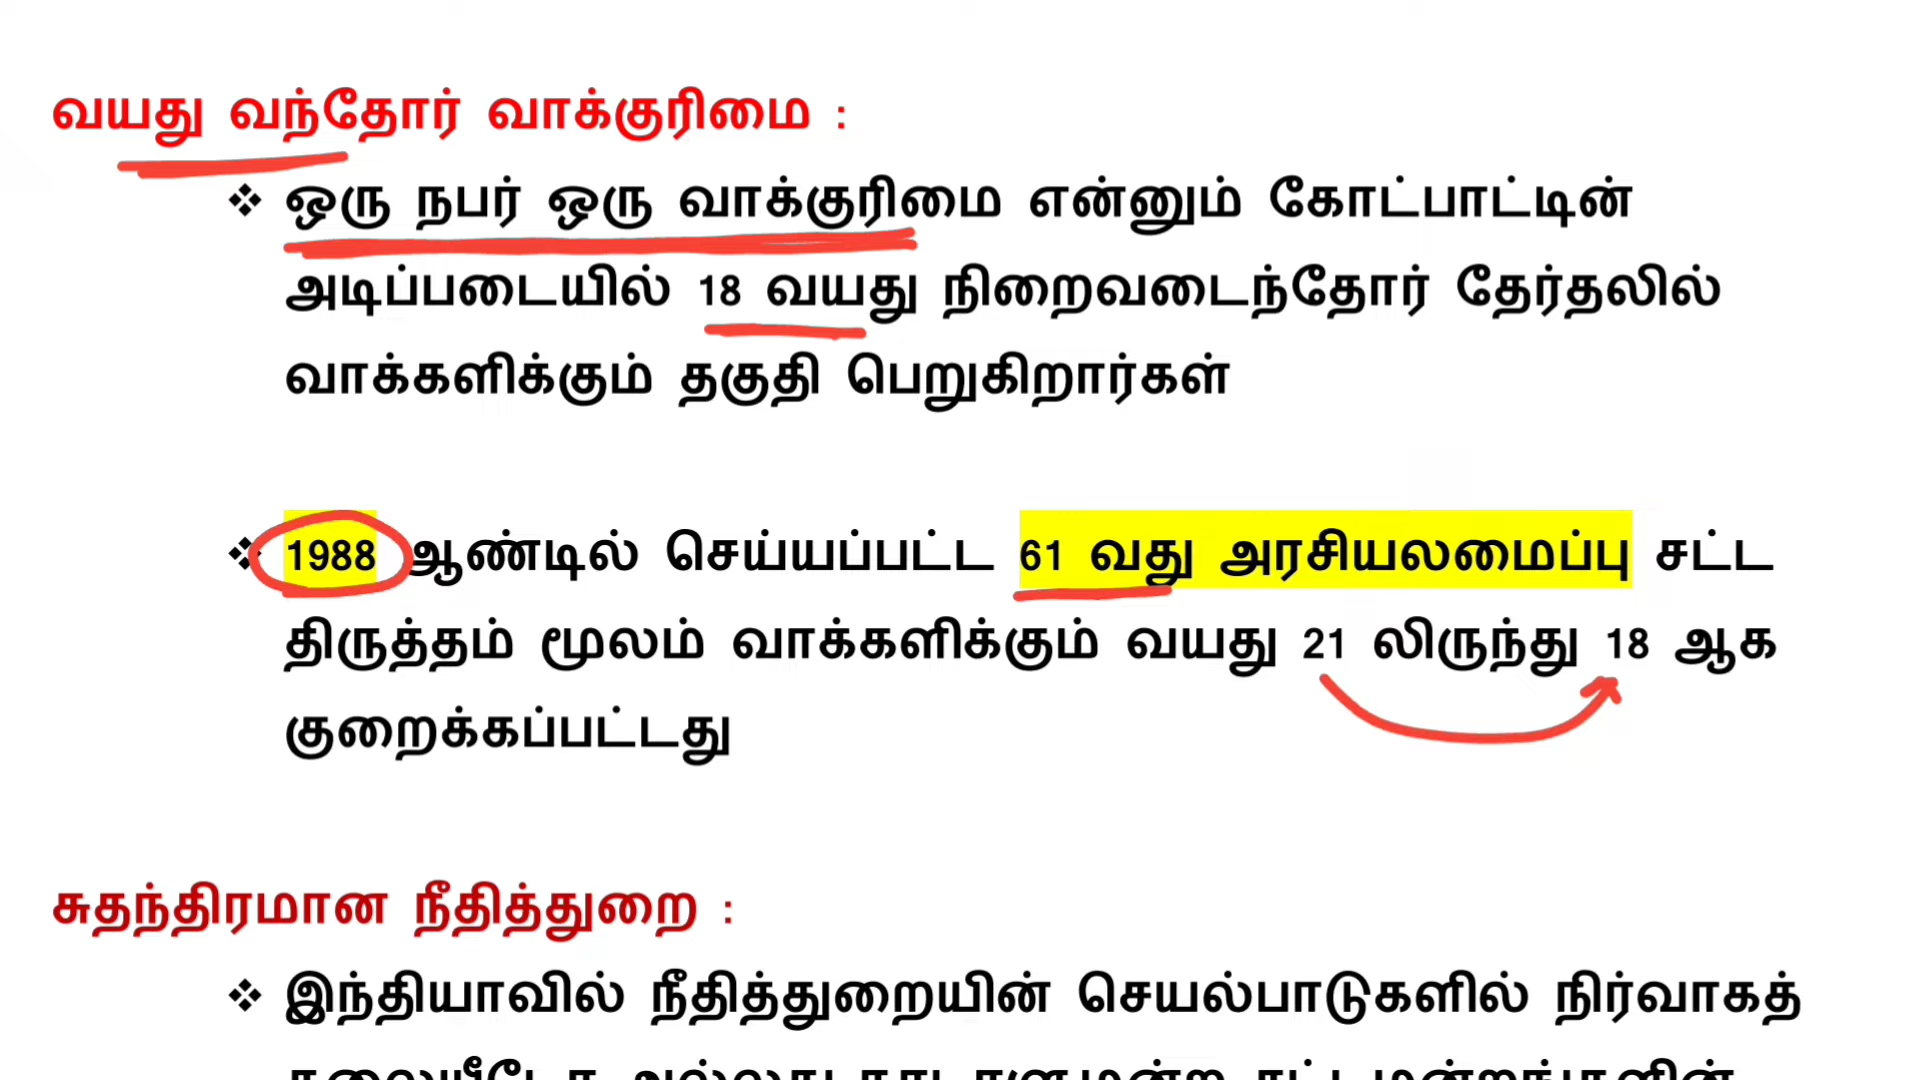 வயது வந்தோர் வாக்குரிமை :
❖ ஒரு நபர் ஒரு வாக்குரிமை என்னும் கோட்பாட்டின்
அடிப்படையில் 18 வயது நிறைவடைந்தோர் தேர்தலில்
வாக்களிக்கும் தகுதி பெறுகிறார்கள்
❖ 1988 ஆண்டில் செய்யப்பட்ட 61 வது அரசியலமைப்பு சட்ட
திருத்தம் மூலம் வாக்களிக்கும் வயது 21 லிருந்து 18 ஆக
குறைக்கப்பட்டது
சுதந்திரமான நீதித்துறை :
❖ இந்தியாவில் நீதித்துறையின் செயல்பாடுகளில் நிர்வாகத்